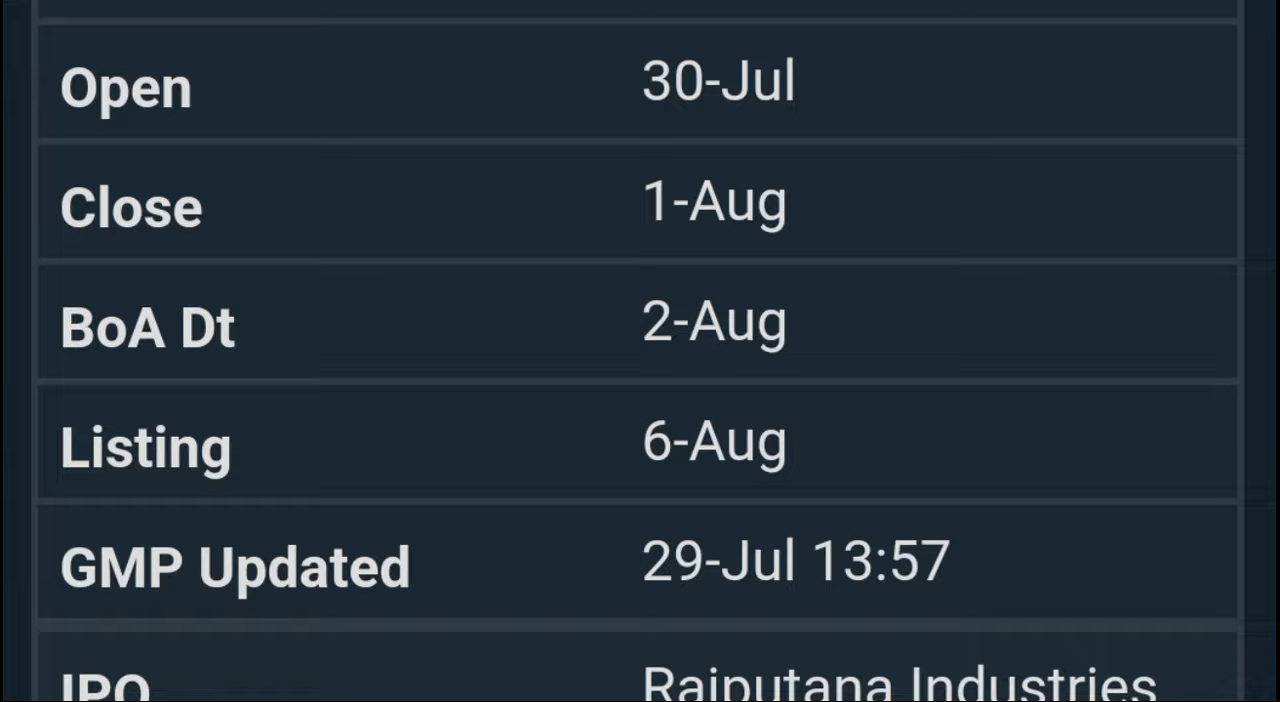 Open 30-Jul
Close 1-Aug
BoA Dt 2-Aug
Listing 6-Aug
GMP Updated 29-Jul 13:57
IPO Rajputana Industries